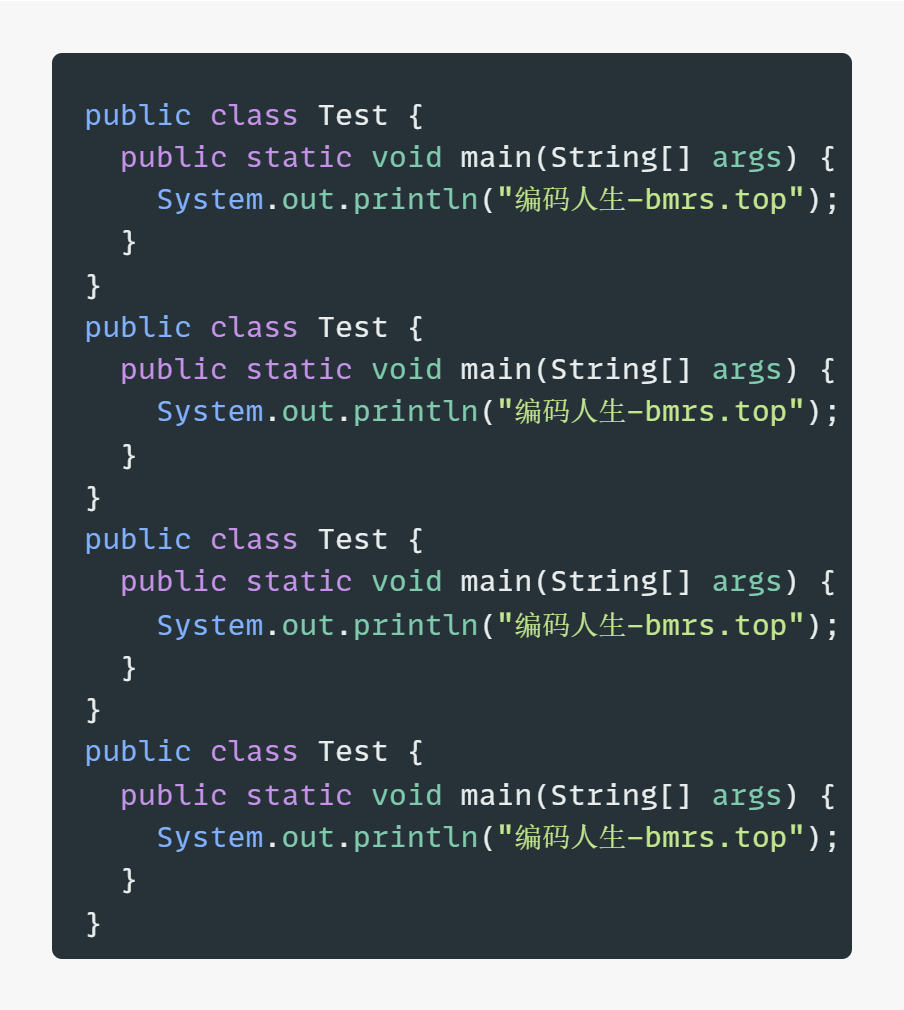 public class Test {
  public static void main(String[] args) {
    System.out.println("编码人生-bmrs.top");
  }
}
public class Test {
  public static void main(String[] args) {
    System.out.println("编码人生-bmrs.top");
  }
}
public class Test {
  public static void main(String[] args) {
    System.out.println("编码人生-bmrs.top");
  }
}
public class Test {
  public static void main(String[] args) {
    System.out.println("编码人生-bmrs.top");
  }
}